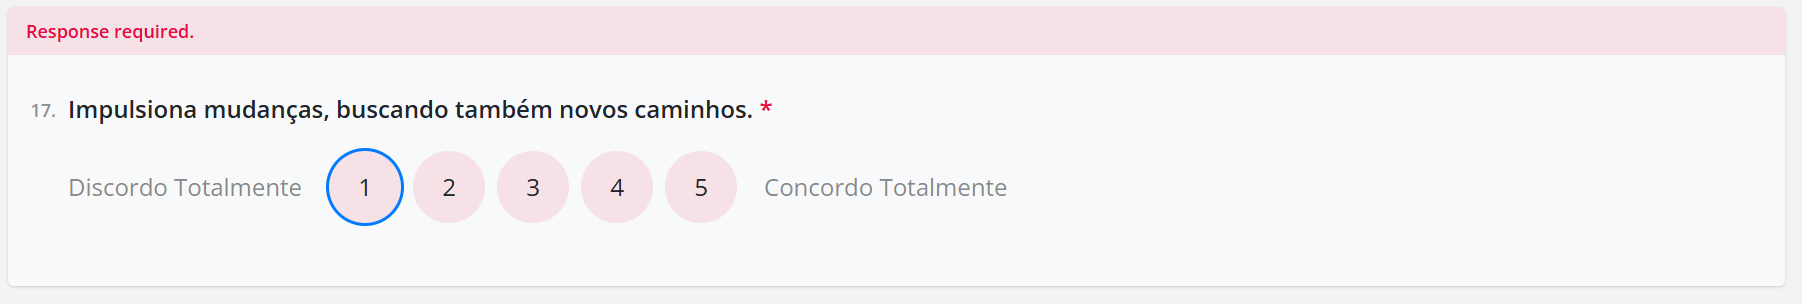 Response required.
17. Impulsiona mudanças, buscando também novos caminhos. *
Discordo Totalmente 1 2 3 4 5 Concordo Totalmente